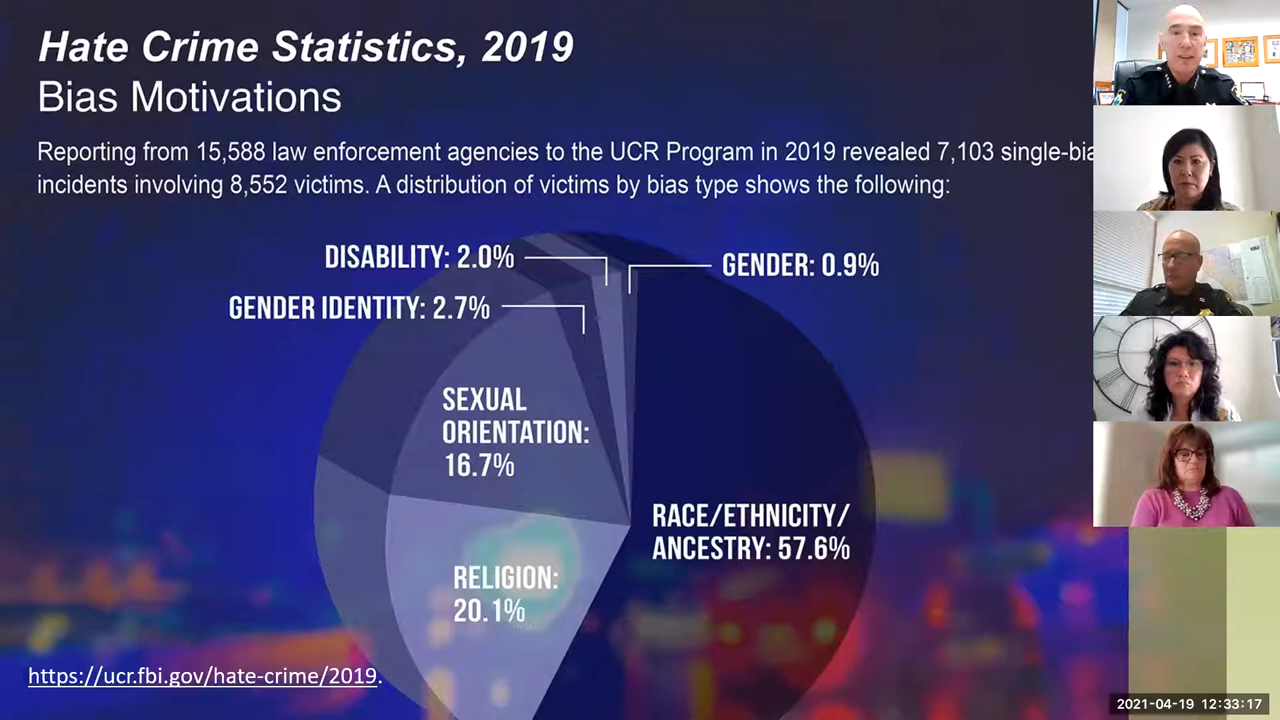 Hate Crime Statistics, 2019
Bias Motivations
Reporting from 15,588 law enforcement agencies to the UCR Program in 2019 revealed 7,103 single-bia
incidents involving 8,552 victims. A distribution of victims by bias type shows the following:
DISABILITY: 2.0%
GENDER: 0.9%
GENDER IDENTITY: 2.7%
SEXUAL
ORIENTATION:
16.7%
RACE/ETHNICITY/
ANCESTRY: 57.6%
RELIGION:
20.1%
https://ucr.fbi.gov/hate-crime/2019.
2021-04-19 12:33:17